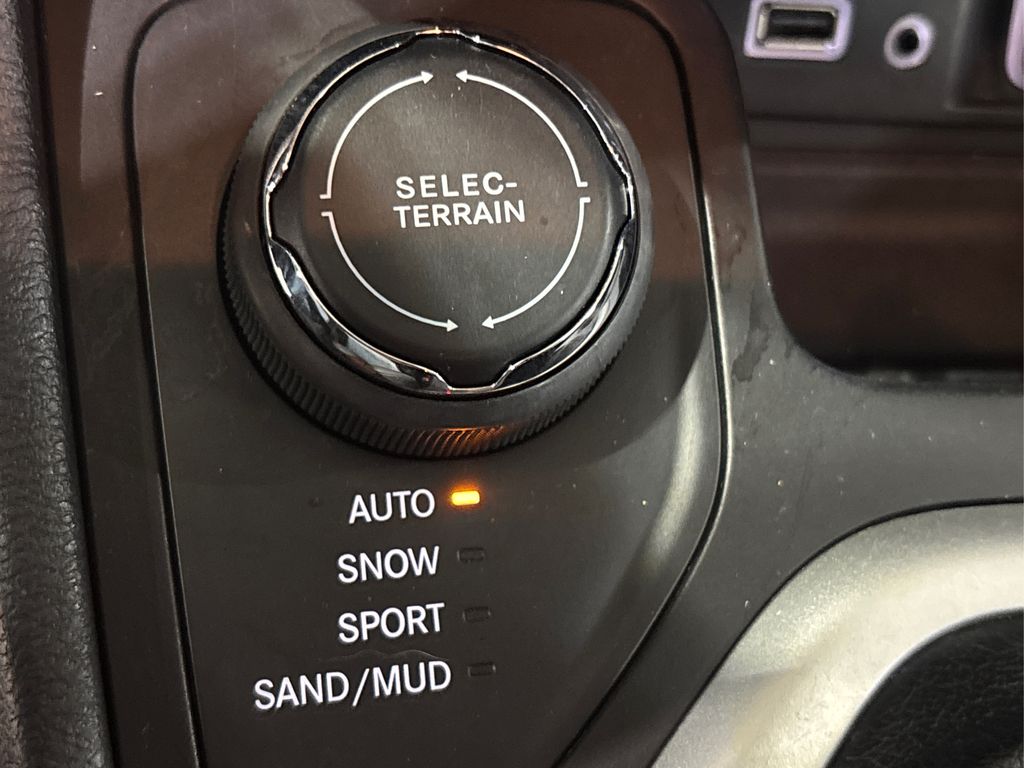 SELEC-
TERRAIN
AUTO
SNOW
SPORT
SAND/MUD